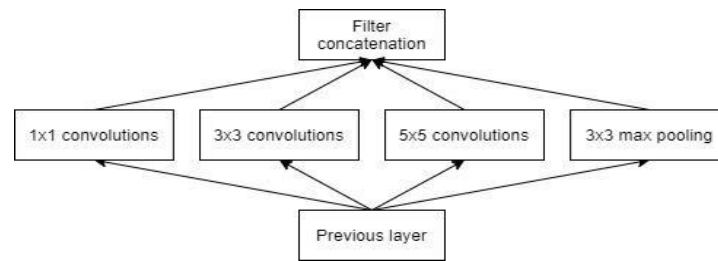 Filter
concatenation
1x1 convolutions
3x3 convolutions
5x5 convolutions
3x3 max pooling
Previous layer